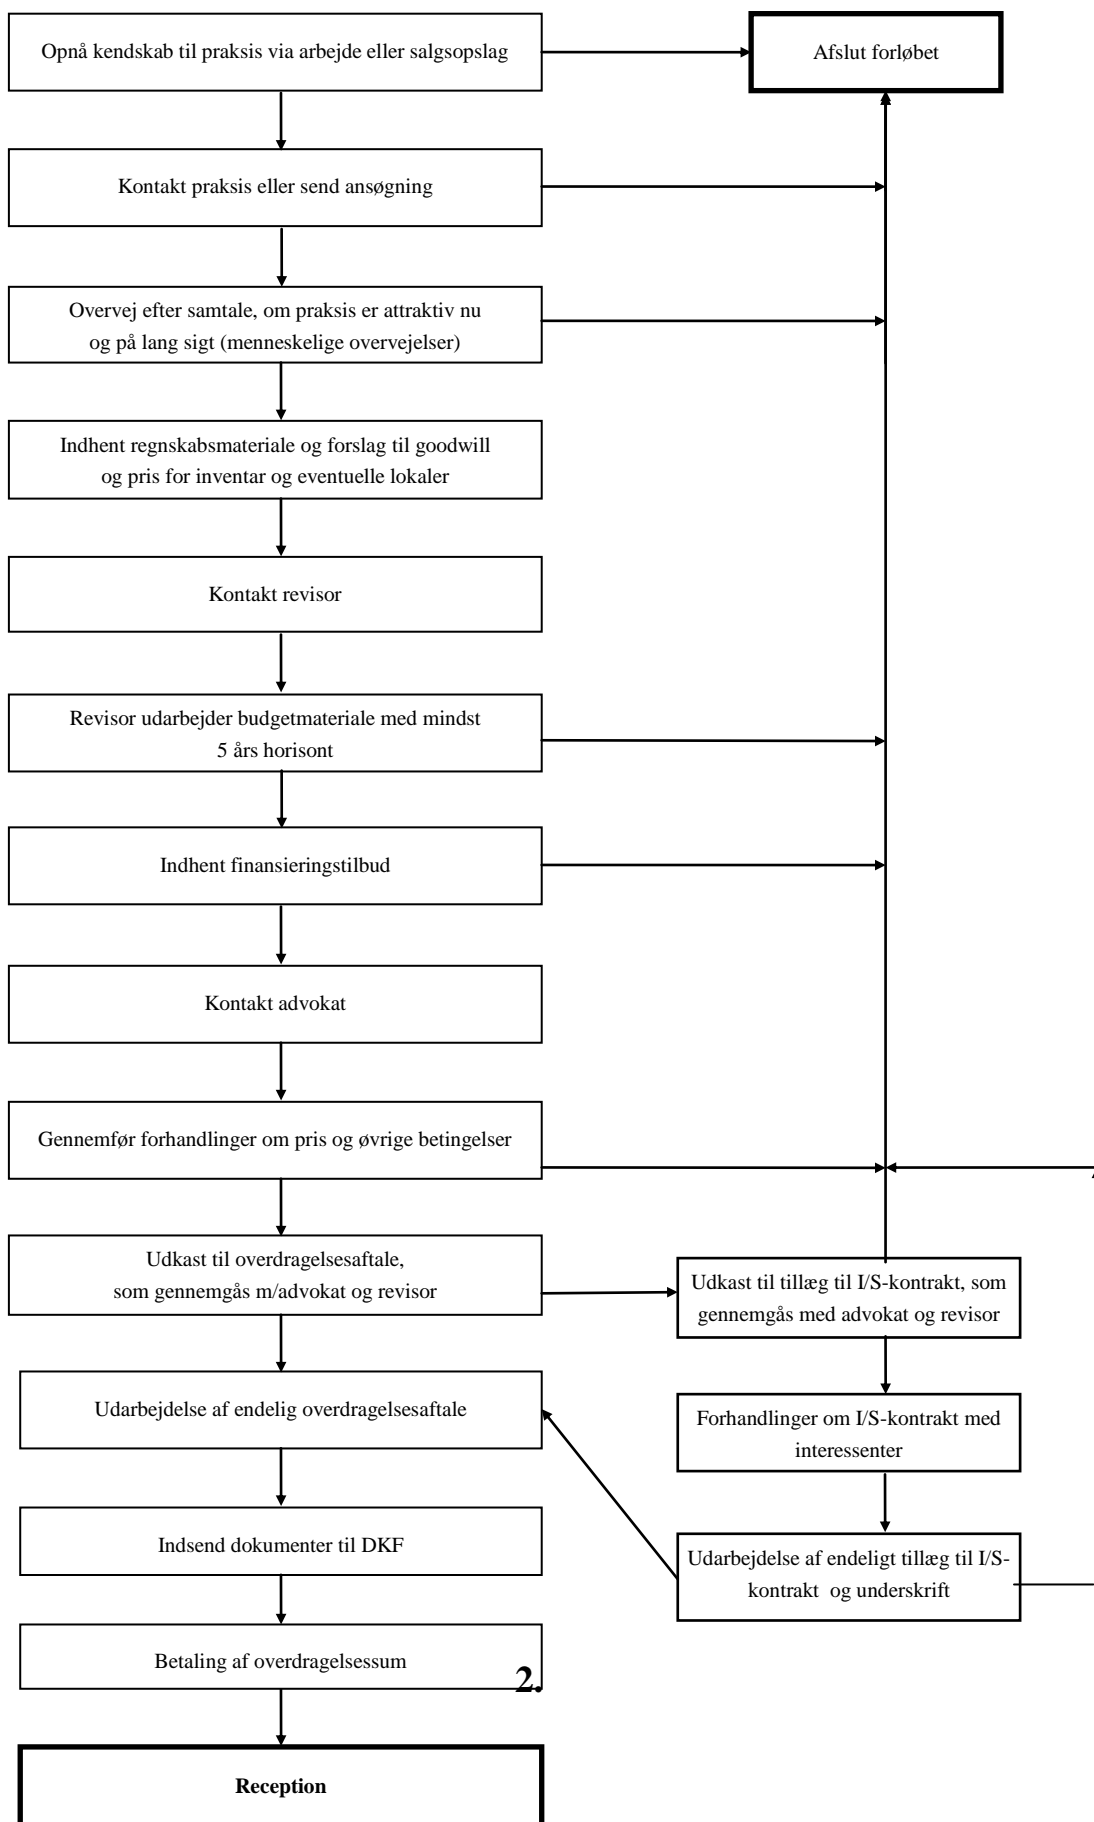 Opnå kendskab til praksis via arbejde eller salgsopslag
Afslut forløbet
Kontakt praksis eller send ansøgning
Overvej efter samtale, om praksis er attraktiv nu
og på lang sigt (menneskelige overvejelser)
Indhent regnskabsmateriale og forslag til goodwill
og pris for inventar og eventuelle lokaler
Kontakt revisor
Revisor udarbejder budgetmateriale med mindst
5 års horisont
Indhent finansieringstilbud
Kontakt advokat
Gennemfør forhandlinger om pris og øvrige betingelser
Udkast til overdragelsesaftale,
som gennemgås m/advokat og revisor
Udkast til tillæg til I/S-kontrakt, som
gennemgås med advokat og revisor
Udarbejdelse af endelig overdragelsesaftale
Forhandlinger om I/S-kontrakt med
interessenter
Indsend dokumenter til DKF
Udarbejdelse af endeligt tillæg til I/S-
kontrakt og underskrift
Betaling af overdragelsessum
2.
Reception